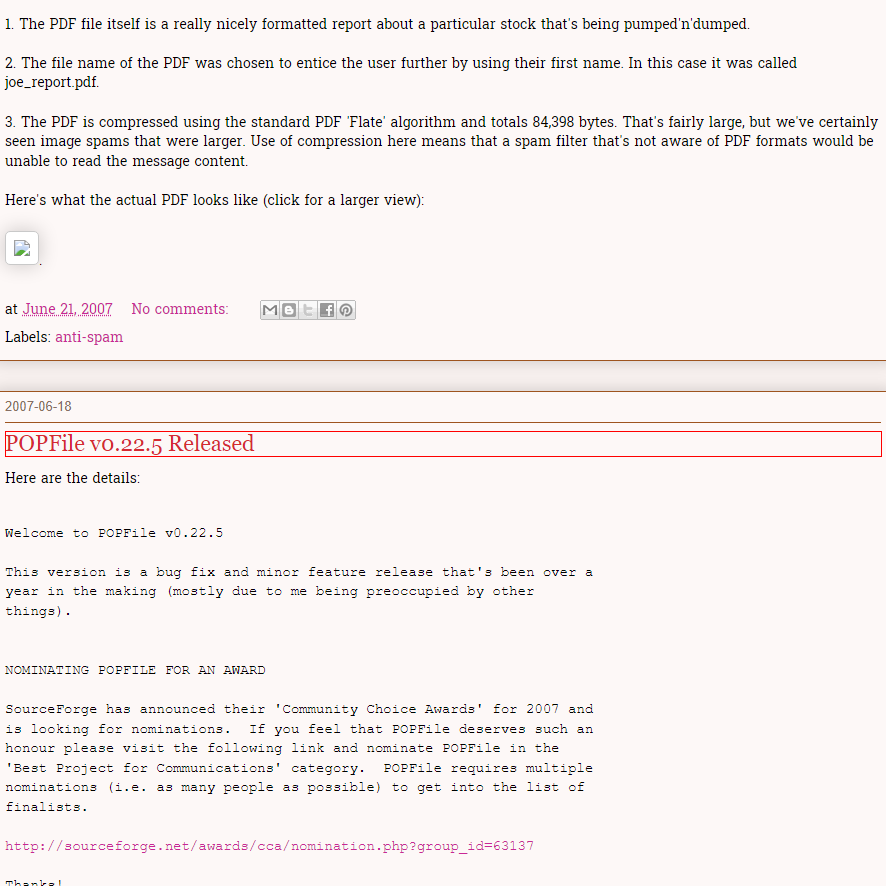 1. The PDF file itself is a really nicely formatted report about a particular stock that's being pumped'n'dumped.
2. The file name of the PDF was chosen to entice the user further by using their first name. In this case it was called
joe_report.pdf.
3. The PDF is compressed using the standard PDF 'Flate' algorithm and totals 84,398 bytes. That's fairly large, but we've certainly
seen image spams that were larger. Use of compression here means that a spam filter that's not aware of PDF formats would be
unable to read the message content.
Here's what the actual PDF looks like (click for a larger view):
.
at June 21, 2007 No comments:
Labels: anti-spam
2007-06-18
POPFile v0.22.5 Released
Here are the details:
Welcome to POPFile v0.22.5
This version is a bug fix and minor feature release that's been over a
year in the making (mostly due to me being preoccupied by other
things).
NOMINATING POPFILE FOR AN AWARD
SourceForge has announced their 'Community Choice Awards' for 2007 and
is looking for nominations.  If you feel that POPFile deserves such an
honour please visit the following link and nominate POPFile in the
'Best Project for Communications' category.  POPFile requires multiple
nominations (i.e. as many people as possible) to get into the list of
finalists.
http://sourceforge.net/awards/cca/nomination.php?group_id=63137
Thanks!